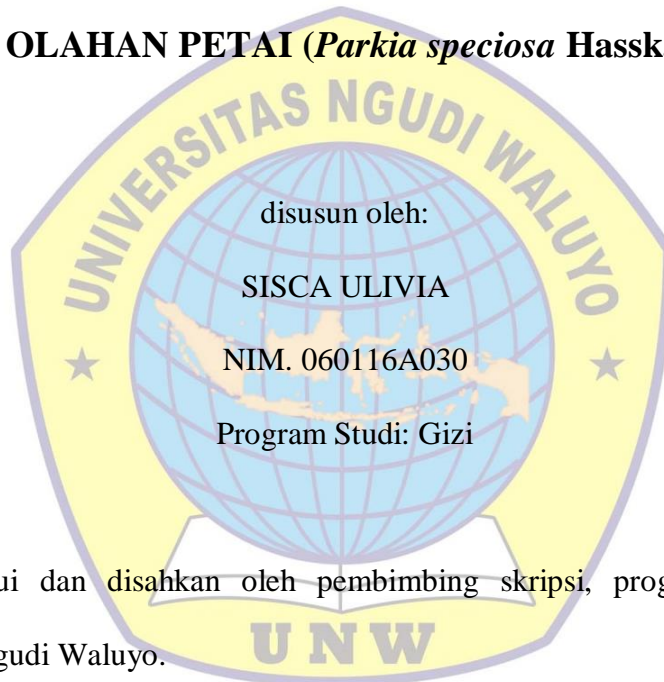 OLAHAN PETAI (Parkia speciosa Hassk
UNIVERSITAS NGUDI WALUYO
disusun oleh:
SISCA ULIVIA
NIM. 060116A030
Program Studi: Gizi
ui dan disahkan oleh pembimbing skripsi, prog
gudi Waluyo.
UNW